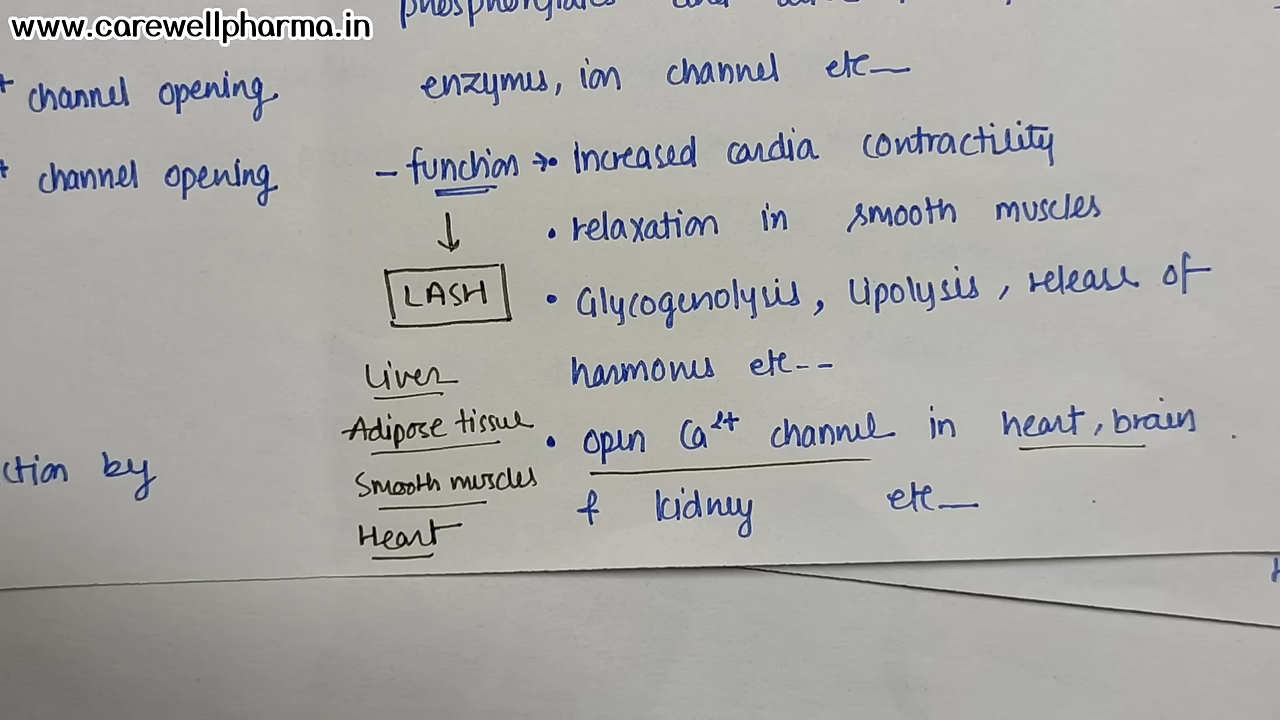 www.carewellpharma.in
channel opening
channel opening
ction by
enzymes, ion channel etc
- function → • Increased cardia contractility
↓
LASH
Liver
Adipose tissue
Smooth muscles
Heart
• relaxation in smooth muscles
• Glycogenolysis, Lipolysis, release of
harmones etc--
• open Ca2+ channel in heart, brain
f kidney etc